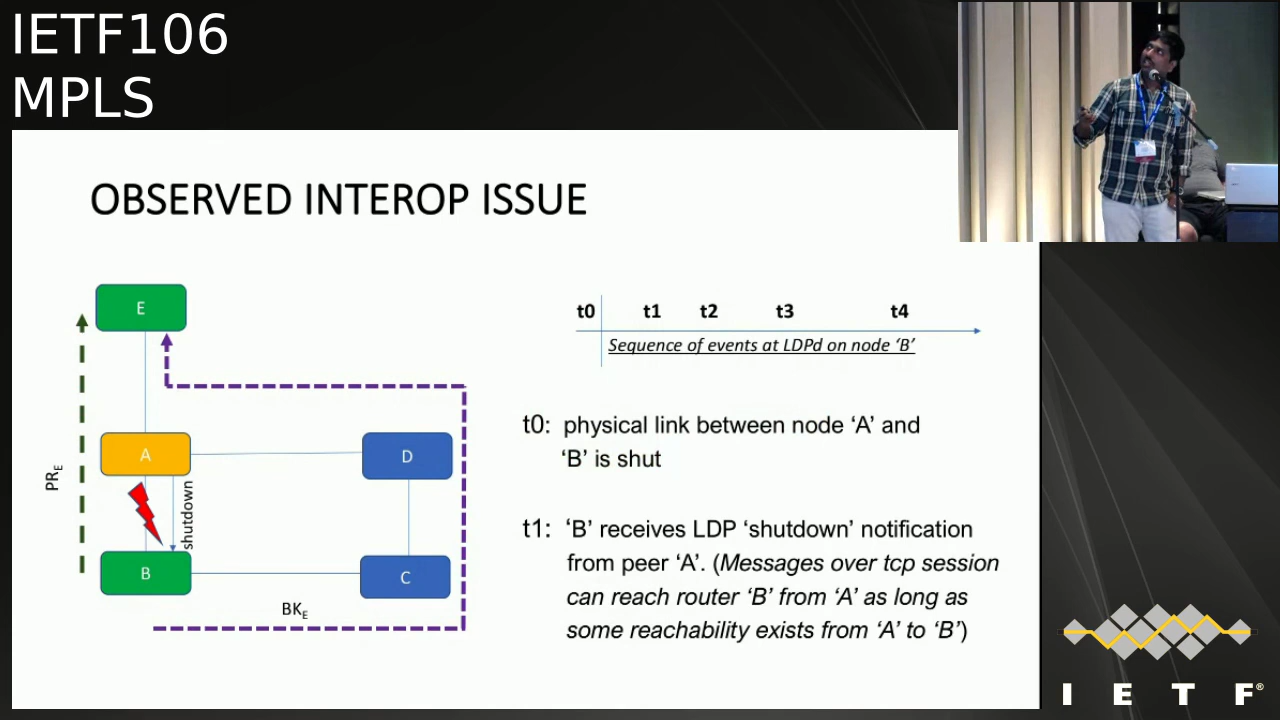 IETF106
MPLS
OBSERVED INTEROP ISSUE
E
A
D
B
C
PRE
shutdown
BKE
t0 t1 t2 t3 t4
Sequence of events at LDPd on node ‘B’
t0: physical link between node ‘A’ and
‘B’ is shut
t1: ‘B’ receives LDP ‘shutdown’ notification
from peer ‘A’. (Messages over tcp session
can reach router ‘B’ from ‘A’ as long as
some reachability exists from ‘A’ to ‘B’)
I E T F®